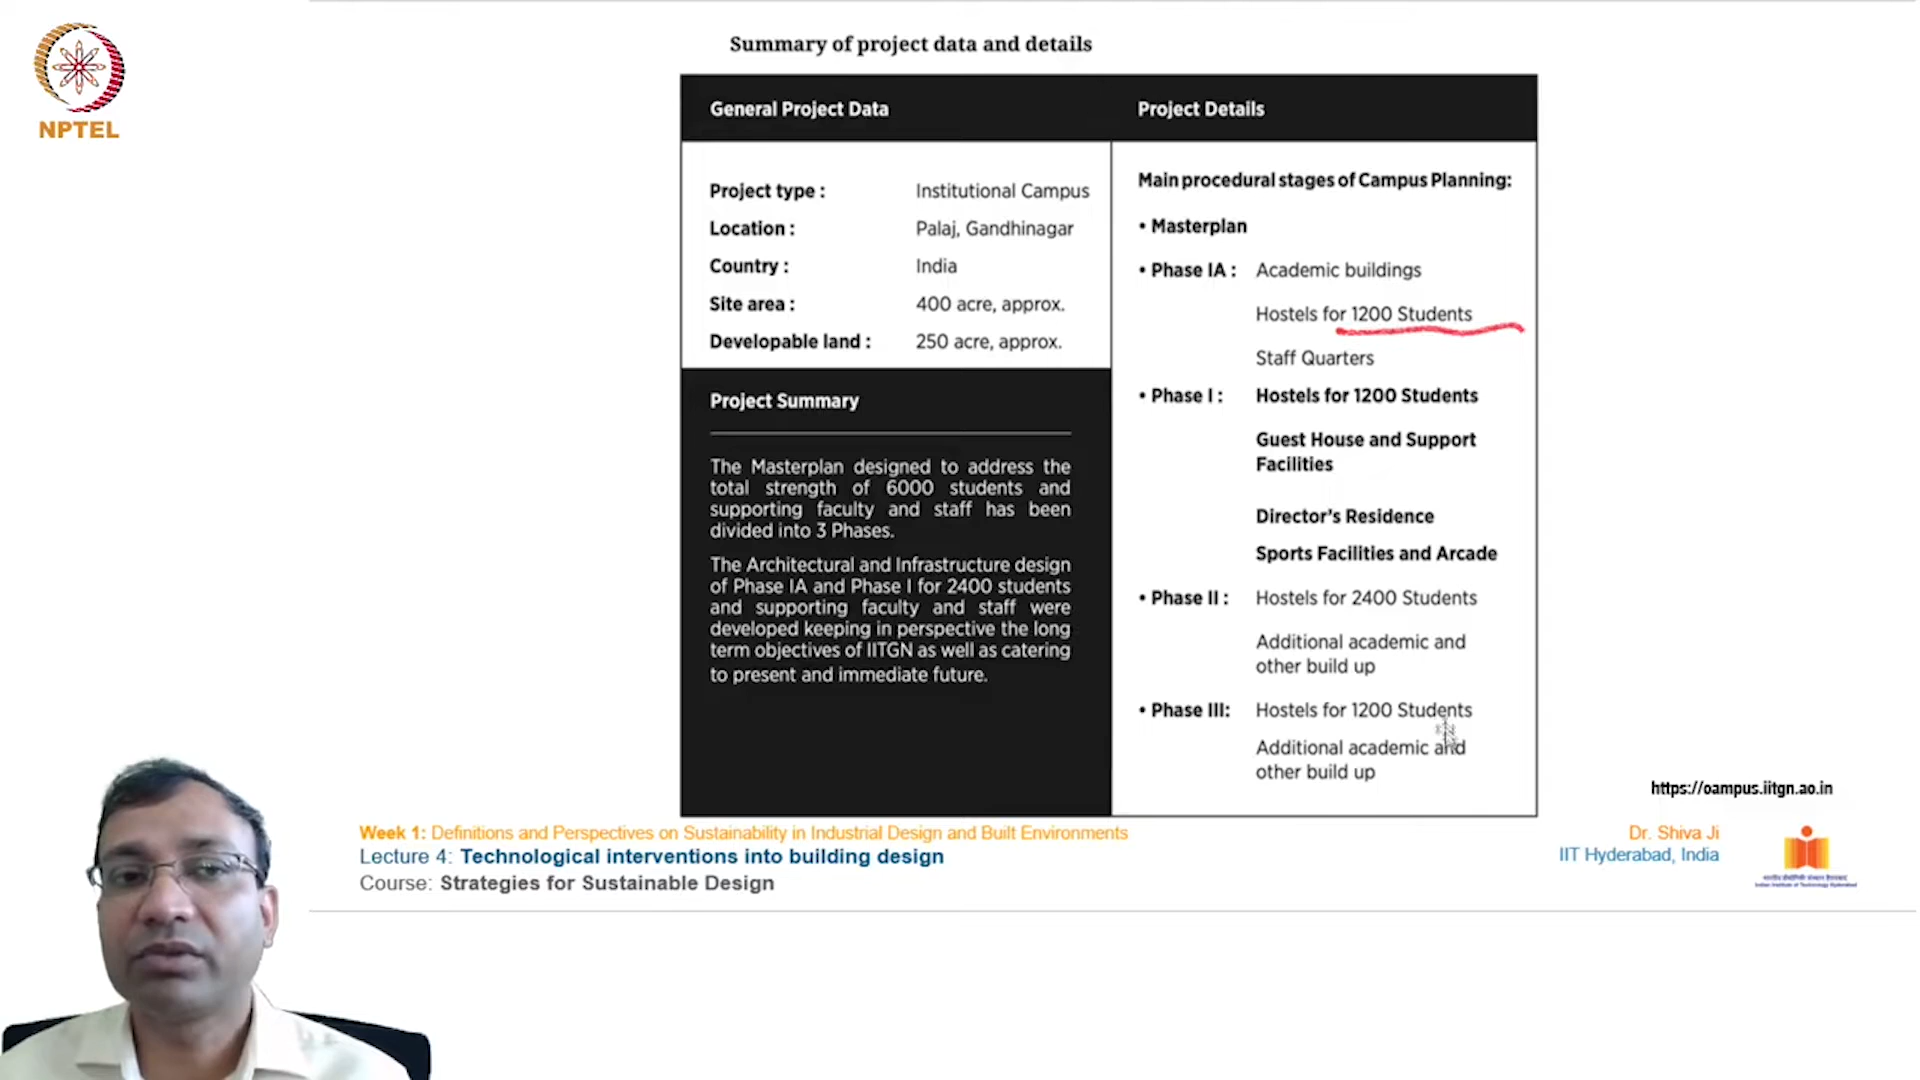 NPTEL
Summary of project data and details
General Project Data
Project type : Institutional Campus
Location : Palaj, Gandhinagar
Country : India
Site area : 400 acre, approx.
Developable land : 250 acre, approx.
Project Summary
The Masterplan designed to address the
total strength of 6000 students and
supporting faculty and staff has been
divided into 3 Phases.
The Architectural and Infrastructure design
of Phase IA and Phase I for 2400 students
and supporting faculty and staff were
developed keeping in perspective the long
term objectives of IITGN as well as catering
to present and immediate future.
Project Details
Main procedural stages of Campus Planning:
• Masterplan
• Phase IA : Academic buildings
Hostels for 1200 Students
Staff Quarters
• Phase I : Hostels for 1200 Students
Guest House and Support
Facilities
Director's Residence
Sports Facilities and Arcade
• Phase II : Hostels for 2400 Students
Additional academic and
other build up
• Phase III: Hostels for 1200 Students
Additional academic and
other build up
https://oampus.iitgn.ao.in
Week 1: Definitions and Perspectives on Sustainability in Industrial Design and Built Environments
Lecture 4: Technological interventions into building design
Course: Strategies for Sustainable Design
Dr. Shiva Ji
IIT Hyderabad, India